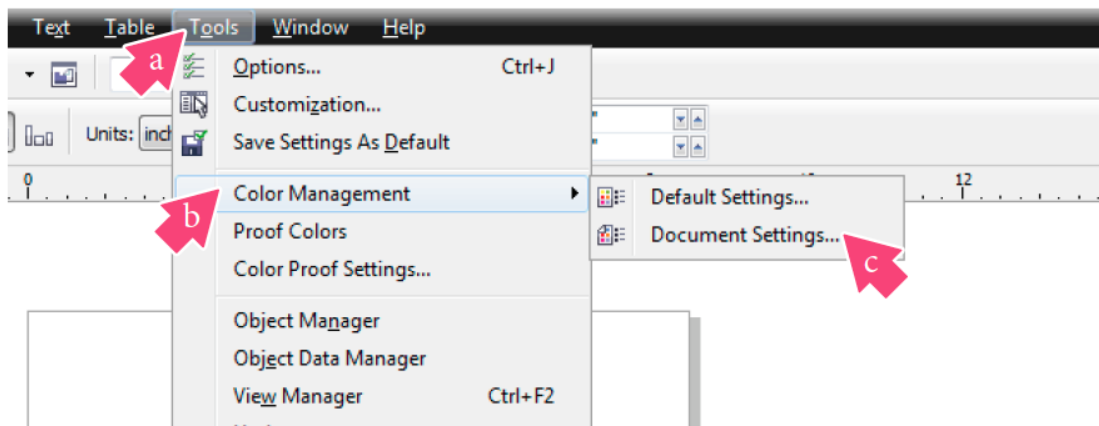 Text Table Tools Window Help
a
Options... Ctrl+J
Customization...
Units: inch
Save Settings As Default
0 12
Color Management
Default Settings...
b
Proof Colors
Document Settings...
c
Color Proof Settings...
Object Manager
Object Data Manager
View Manager Ctrl+F2